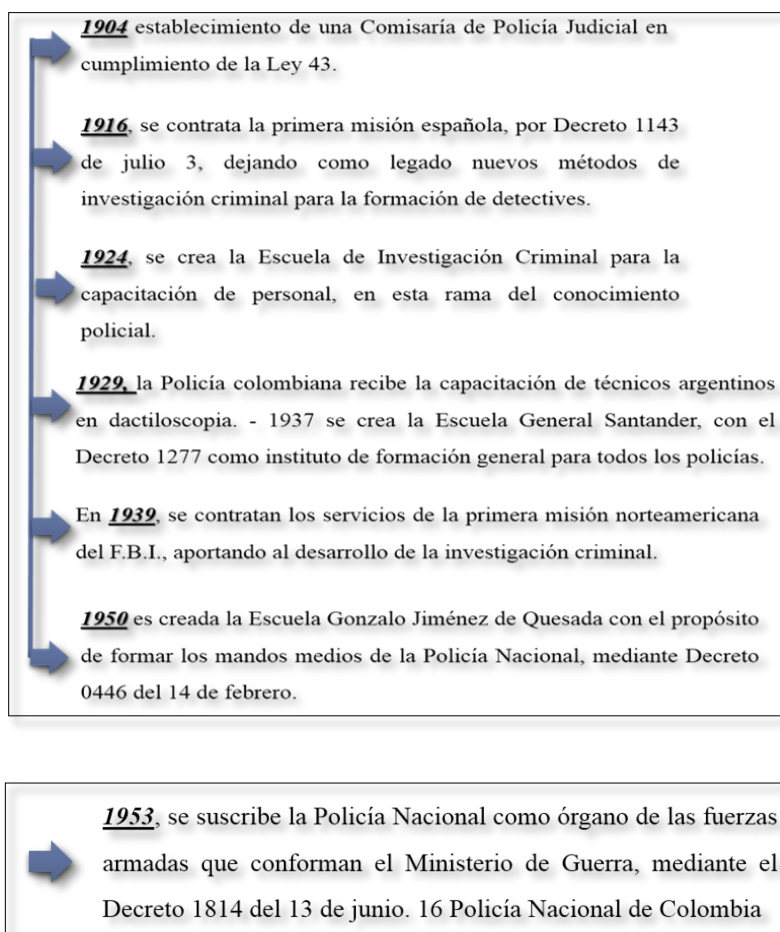 1904 establecimiento de una Comisaría de Policía Judicial en
cumplimiento de la Ley 43.
1916, se contrata la primera misión española, por Decreto 1143
de julio 3, dejando como legado nuevos métodos de
investigación criminal para la formación de detectives.
1924, se crea la Escuela de Investigación Criminal para la
capacitación de personal, en esta rama del conocimiento
policial.
1929, la Policía colombiana recibe la capacitación de técnicos argentinos
en dactiloscopia. - 1937 se crea la Escuela General Santander, con el
Decreto 1277 como instituto de formación general para todos los policías.
En 1939, se contratan los servicios de la primera misión norteamericana
del F.B.I., aportando al desarrollo de la investigación criminal.
1950 es creada la Escuela Gonzalo Jiménez de Quesada con el propósito
de formar los mandos medios de la Policía Nacional, mediante Decreto
0446 del 14 de febrero.
1953, se suscribe la Policía Nacional como órgano de las fuerzas
armadas que conforman el Ministerio de Guerra, mediante el
Decreto 1814 del 13 de junio. 16 Policía Nacional de Colombia